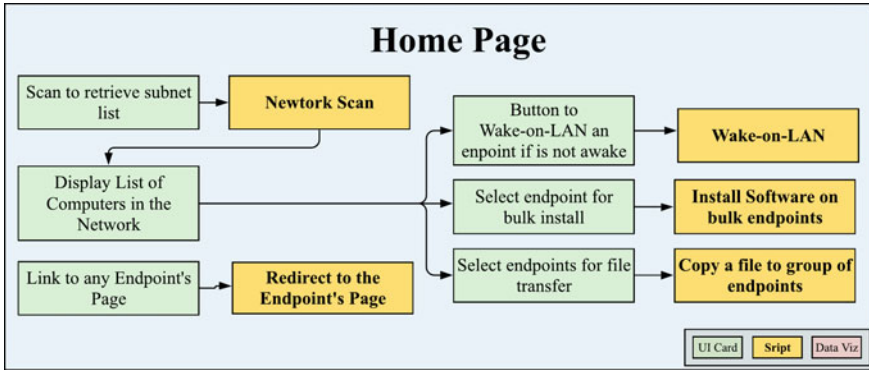 Home Page
Scan to retrieve subnet
list
Newtork Scan
Display List of
Computers in the
Network
Button to
Wake-on-LAN an
enpoint if is not awake
Wake-on-LAN
Select endpoint for
bulk install
Install Software on
bulk endpoints
Select endpoints for file
transfer
Copy a file to group of
endpoints
Link to any Endpoint's
Page
Redirect to the
Endpoint's Page
UI Card
Sript
Data Viz